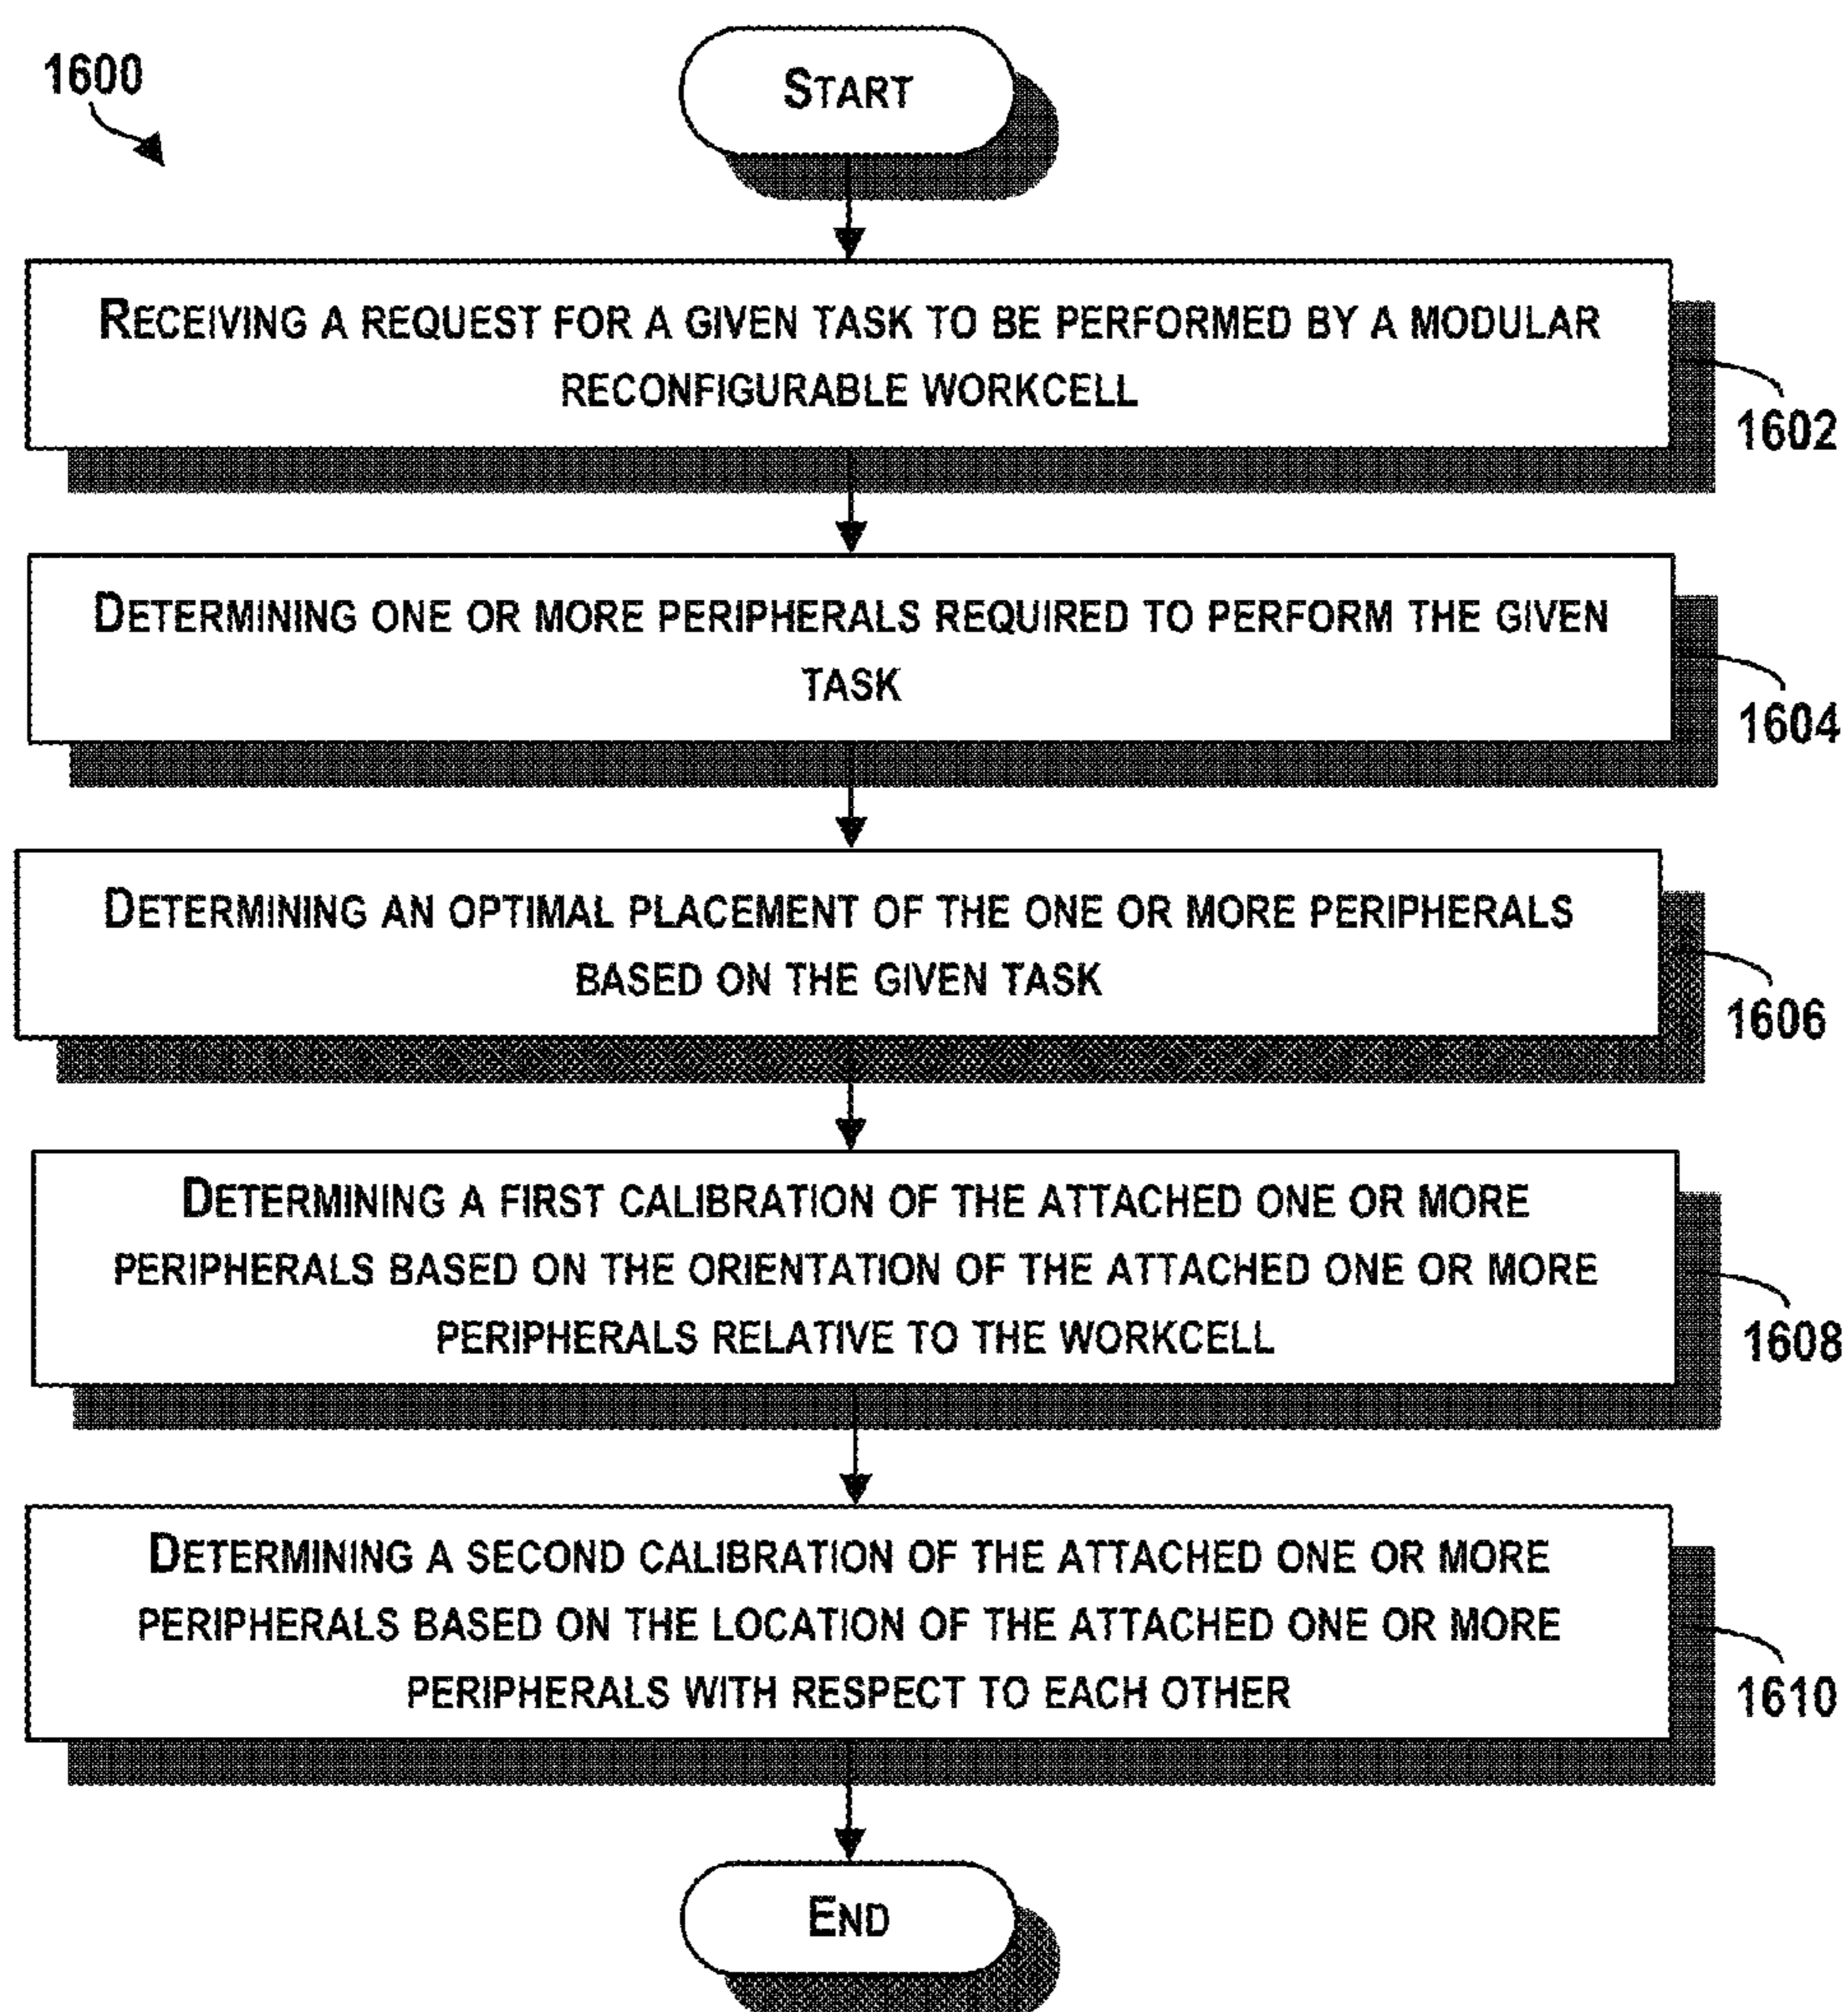 1600
START
RECEIVING A REQUEST FOR A GIVEN TASK TO BE PERFORMED BY A MODULAR
RECONFIGURABLE WORKCELL
1602
DETERMINING ONE OR MORE PERIPHERALS REQUIRED TO PERFORM THE GIVEN
TASK
1604
DETERMINING AN OPTIMAL PLACEMENT OF THE ONE OR MORE PERIPHERALS
BASED ON THE GIVEN TASK
1606
DETERMINING A FIRST CALIBRATION OF THE ATTACHED ONE OR MORE
PERIPHERALS BASED ON THE ORIENTATION OF THE ATTACHED ONE OR MORE
PERIPHERALS RELATIVE TO THE WORKCELL
1608
DETERMINING A SECOND CALIBRATION OF THE ATTACHED ONE OR MORE
PERIPHERALS BASED ON THE LOCATION OF THE ATTACHED ONE OR MORE
PERIPHERALS WITH RESPECT TO EACH OTHER
1610
END